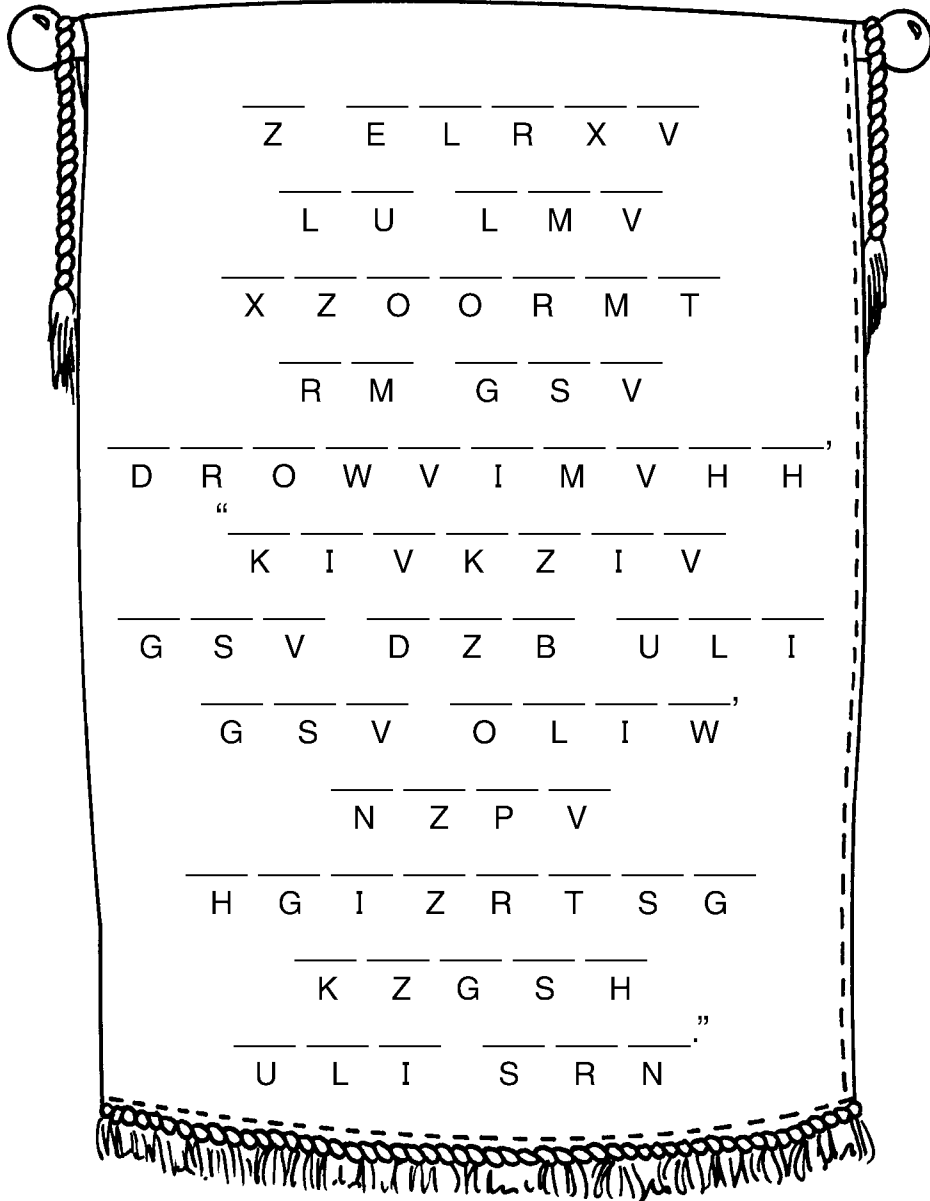 Z ELRXV
LU LMV
XZOORMT
RM GSV
DROWVIMVHH,
“KIVKZIV
GSV DZB ULI
GSV OLIW,
NZPV
HGIZRTSG
KZGSH
ULI SRN.”